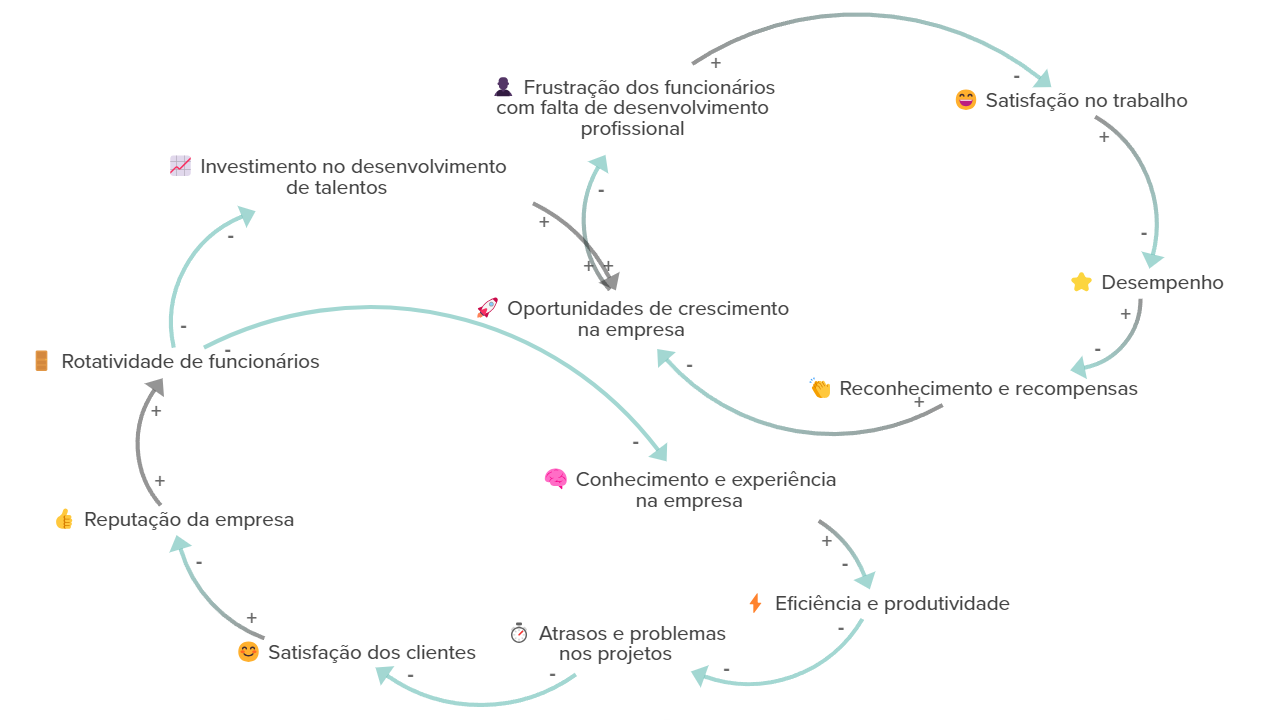 Frustração dos funcionários
com falta de desenvolvimento
profissional
+
-
Satisfação no trabalho
+
-
Investimento no desenvolvimento
de talentos
-
-
+
-
+ +
Oportunidades de crescimento
na empresa
-
Desempenho
+
-
Reconhecimento e recompensas
+
Rotatividade de funcionários
-
-
+
+
Conhecimento e experiência
na empresa
+
-
Reputação da empresa
-
+
Eficiência e produtividade
-
-
Atrasos e problemas
nos projetos
-
-
Satisfação dos clientes